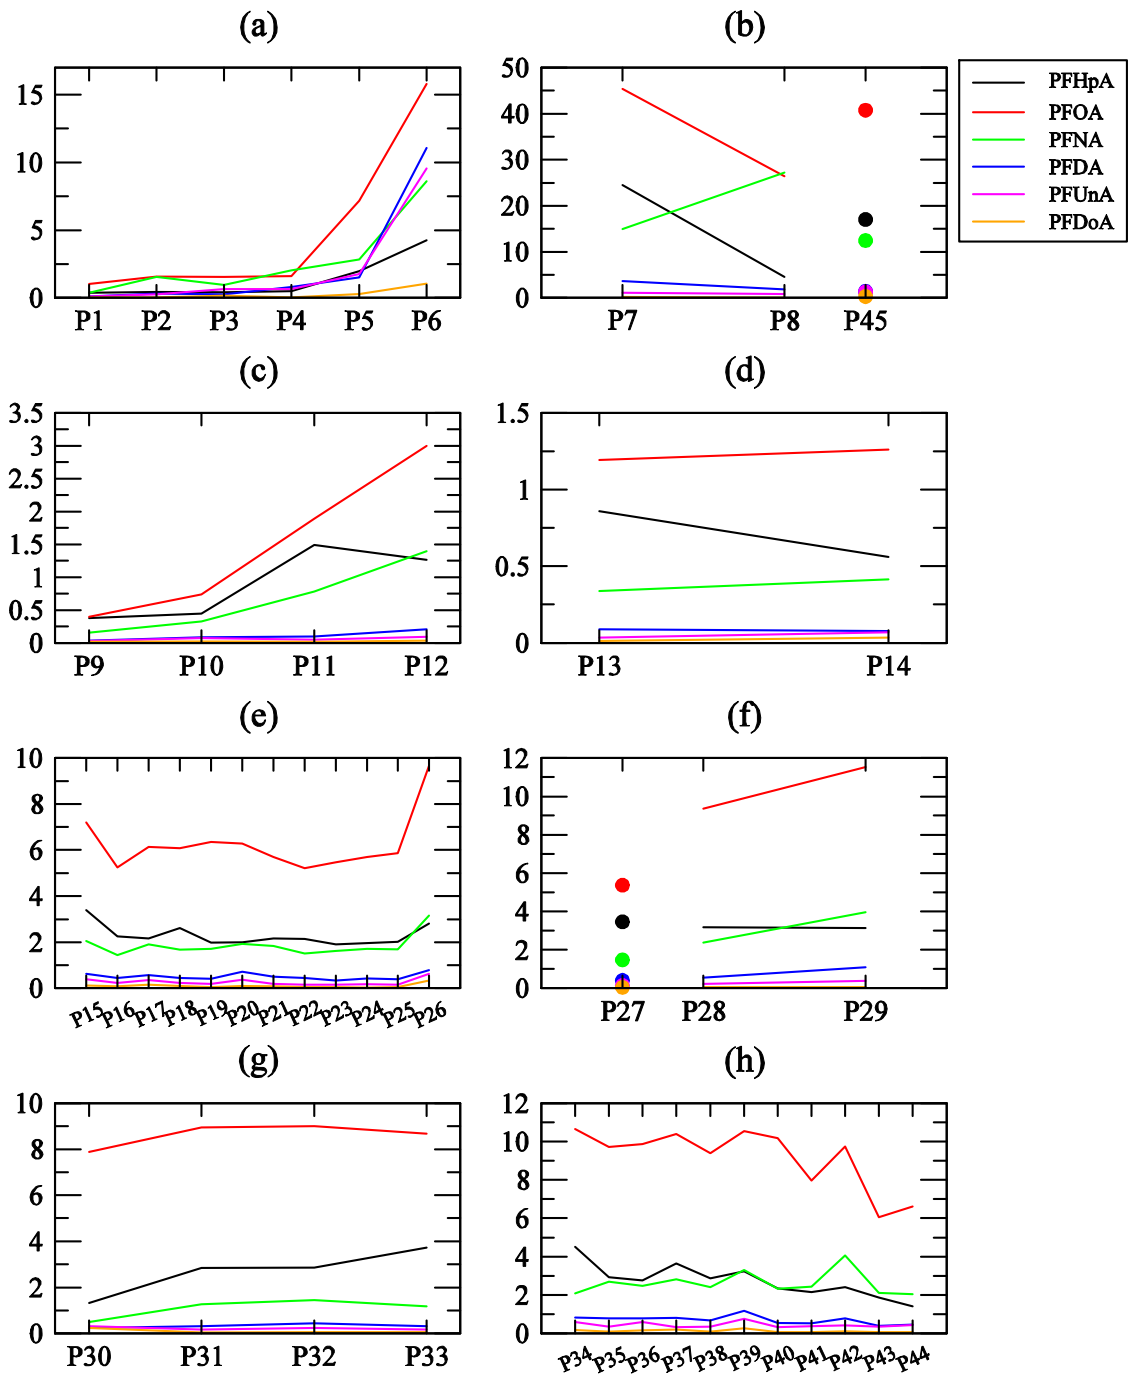 (a)
(b)
15
10
5
0
P1 P2 P3 P4 P5 P6
50
40
30
20
10
0
P7 P8 P45
PFHpA
PFOA
PFNA
PFDA
PFUnA
PFDoA
(c)
(d)
3.5
3
2.5
2
1.5
1
0.5
0
P9 P10 P11 P12
1.5
1
0.5
0
P13 P14
(e)
(f)
10
8
6
4
2
0
P15 P16 P17 P18 P19 P20 P21 P22 P23 P24 P25 P26
12
10
8
6
4
2
0
P27 P28 P29
(g)
(h)
10
8
6
4
2
0
P30 P31 P32 P33
12
10
8
6
4
2
0
P34 P35 P36 P37 P38 P39 P40 P41 P42 P43 P44